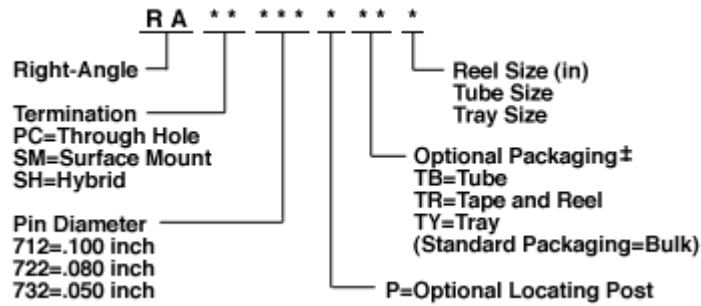 RA ** *** * ** *
Right-Angle
Termination
PC=Through Hole
SM=Surface Mount
SH=Hybrid
Pin Diameter
712=.100 inch
722=.080 inch
732=.050 inch
Reel Size (in)
Tube Size
Tray Size
Optional Packaging‡
TB=Tube
TR=Tape and Reel
TY=Tray
(Standard Packaging=Bulk)
P=Optional Locating Post